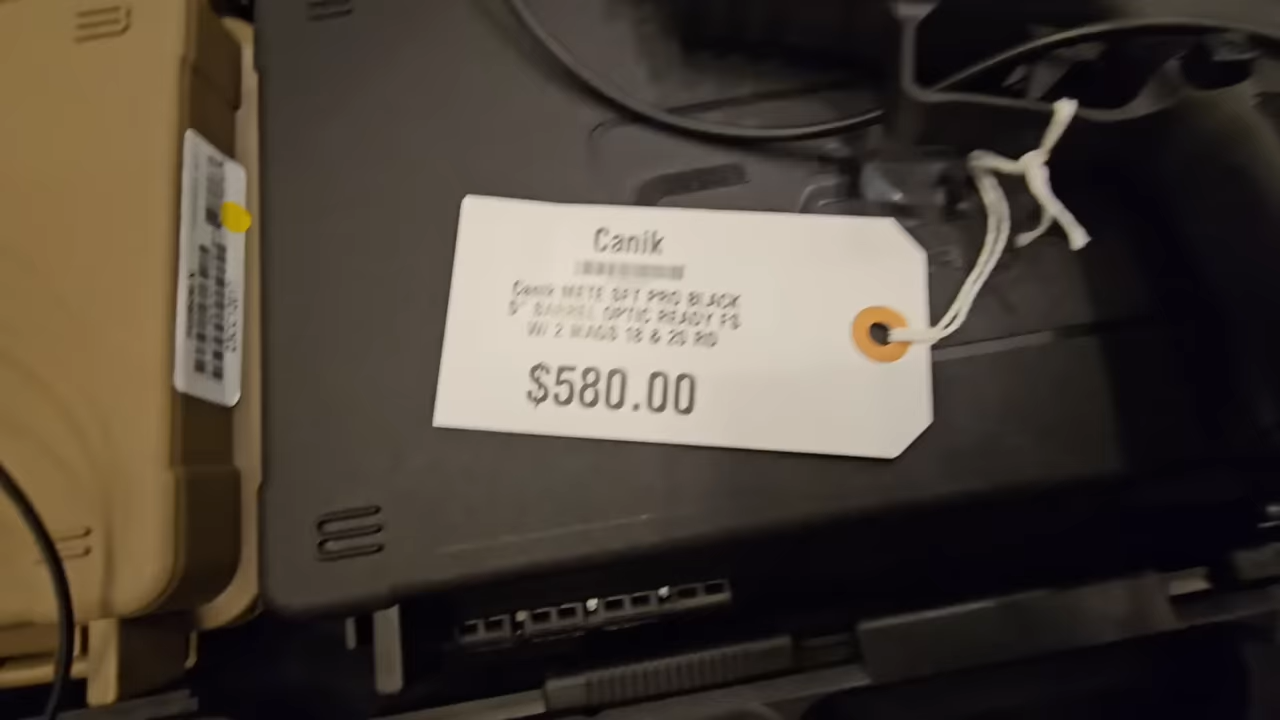 Canik
Canik METE SFT PRO BLACK
5" BARREL OPTIC READY FS
W/ 2 MAGS 18 & 20 RD
$580.00